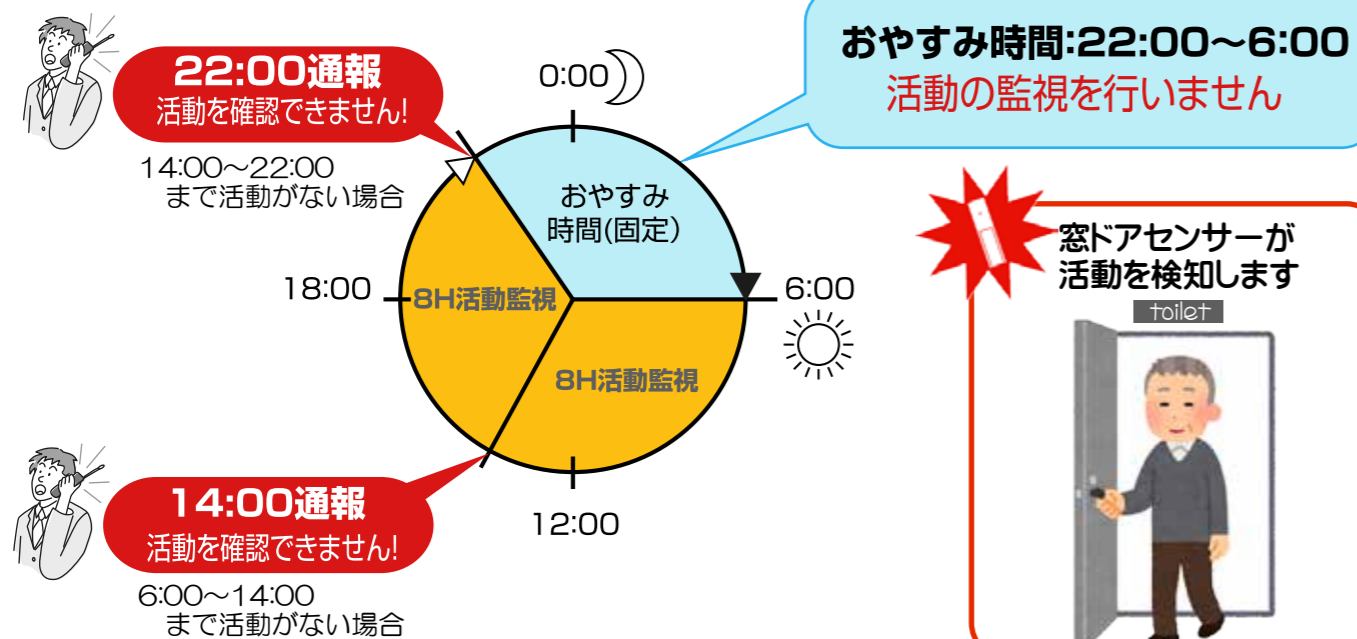 22:00通報
活動を確認できません!
14:00〜22:00
まで活動がない場合
0:00
おやすみ時間:22:00〜6:00
活動の監視を行いません
おやすみ
時間(固定)
18:00
8H活動監視
6:00
8H活動監視
12:00
14:00通報
活動を確認できません!
6:00〜14:00
まで活動がない場合
窓ドアセンサーが
活動を検知します
toilet